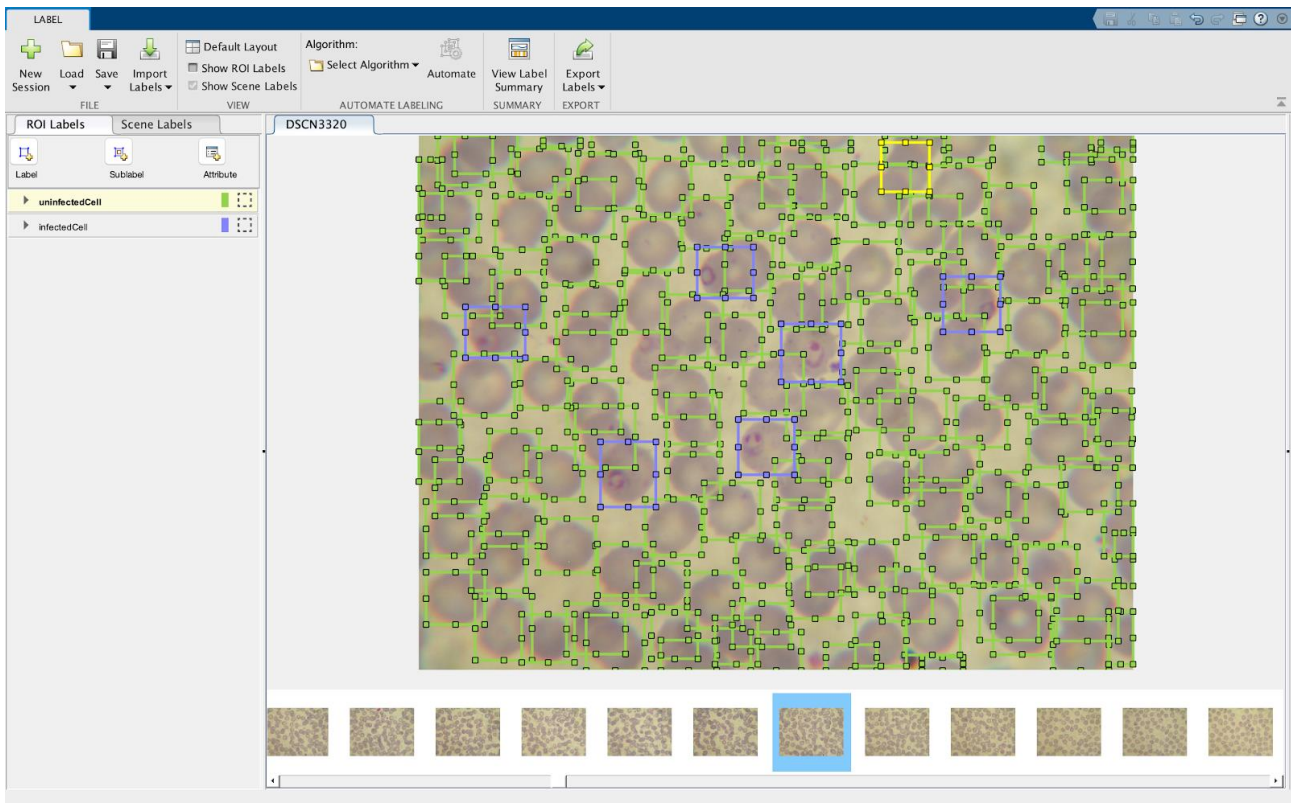 LABEL
New Session
Load
Save
Import Labels
FILE
Default Layout
Show ROI Labels
Show Scene Labels
VIEW
Algorithm:
Select Algorithm
Automate
AUTOMATE LABELING
View Label Summary
SUMMARY
Export Labels
EXPORT
ROI Labels
Scene Labels
DSCN3320
Label
Sublabel
Attribute
uninfectedCell
infectedCell